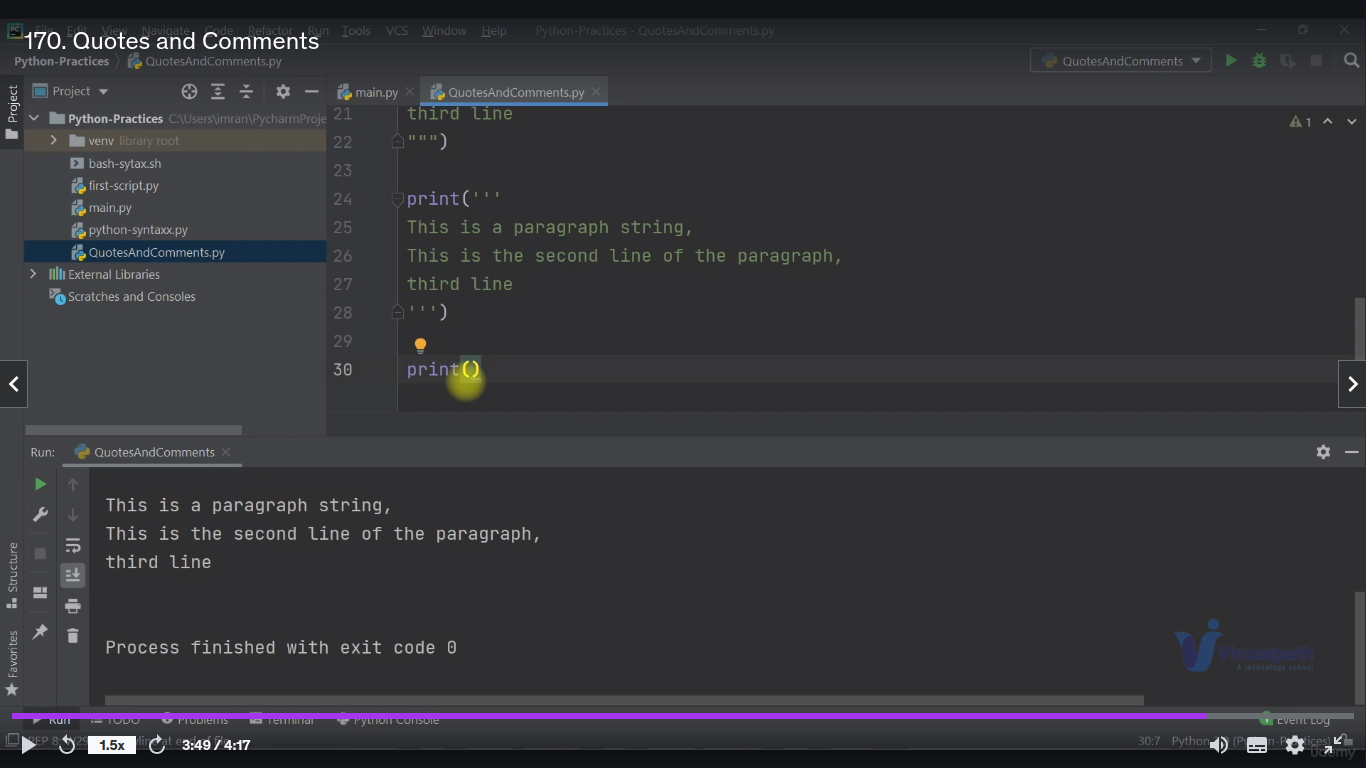 170. Quotes and Comments
File Edit View Navigate Code Refactor Run Tools VCS Window Help Python-Practices - QuotesAndComments.py
Python-Practices QuotesAndComments.py
QuotesAndComments
Project
Project
main.py
QuotesAndComments.py
Python-Practices C:\Users\imran\PycharmProje
venv library root
bash-sytax.sh
first-script.py
main.py
python-syntaxx.py
QuotesAndComments.py
External Libraries
Scratches and Consoles
1
21 third line
22 """)
23
24 print('''
25 This is a paragraph string,
26 This is the second line of the paragraph,
27 third line
28 ''')
29
30 print()
Run: QuotesAndComments
This is a paragraph string,
This is the second line of the paragraph,
third line
Process finished with exit code 0
Structure
Favorites
Visualpath
A technology school
Run TODO Problems Terminal Python Console
1 Event Log
30:7
1.5x
3:49 / 4:17
udemy